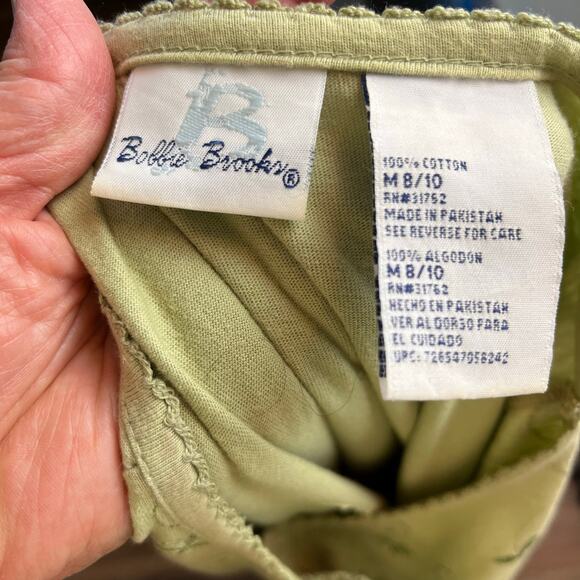 B
Bobbie Brooks®
100% COTTON
M 8/10
RN#31762
MADE IN PAKISTAN
SEE REVERSE FOR CARE
100% ALGODON
M 8/10
RN#31762
HECHO EN PAKISTAN
VER AL DORSO PARA
EL CUIDADO
UPC: 726547056242